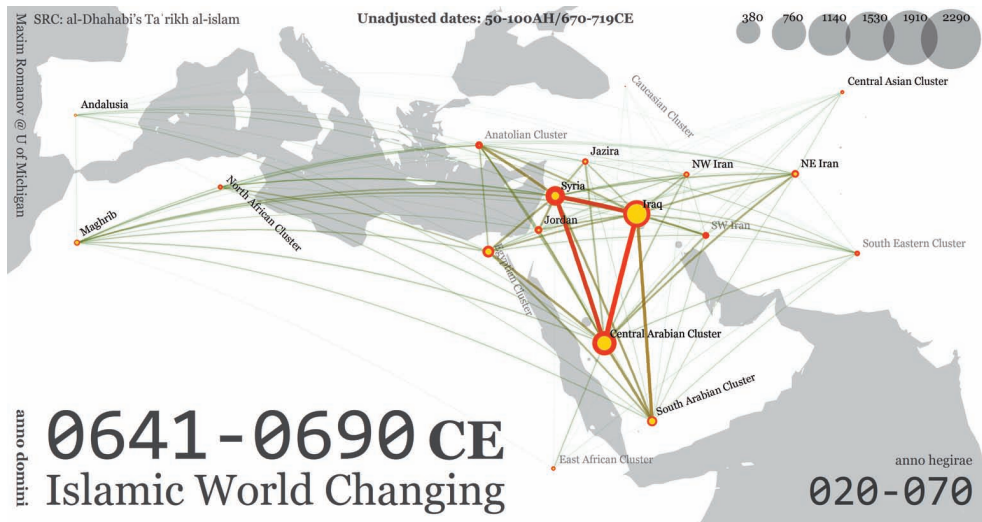 SRC: al-Dhahabi's Taʾrikh al-islam
Unadjusted dates: 50-100AH/670-719CE
380 760 1140 1530 1910 2290
Maxim Romanov @ U of Michigan
Caucasian Cluster
Central Asian Cluster
Andalusia
Anatolian Cluster
Jazira
NW Iran
NE Iran
North African Cluster
Syria
Iraq
Maghrib
Jordan
SW Iran
South Eastern Cluster
Egyptian Cluster
Central Arabian Cluster
South Arabian Cluster
East African Cluster
anno domini
0641-0690 CE
Islamic World Changing
anno hegirae
020-070